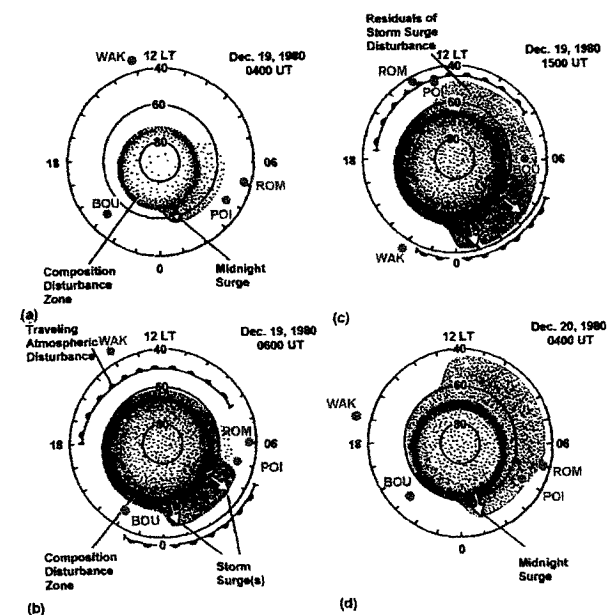 WAK
12 LT
40
Dec. 19, 1980
0400 UT
60
80
18
06
ROM
BOU
POI
0
Composition
Disturbance
Zone
Midnight
Surge
(a)
Residuals of
Storm Surge
Disturbance
12 LT
Dec. 19, 1980
1500 UT
ROM
40
POI
60
80
18
06
BOU
WAK
0
(c)
Traveling
Atmospheric
Disturbance
WAK
12 LT
40
Dec. 19, 1980
0600 UT
60
80
ROM
18
06
POI
BOU
0
Composition
Disturbance
Zone
Storm
Surge(s)
(b)
12 LT
40
Dec. 20, 1980
0400 UT
WAK
60
80
18
06
ROM
BOU
POI
0
Midnight
Surge
(d)